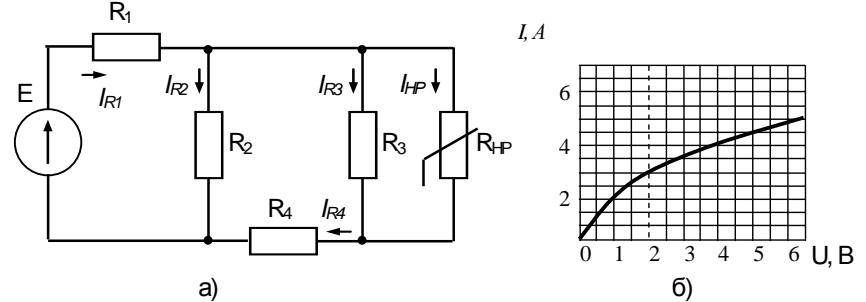 R1
I, A
E
IR1
IR2
IR3
IHP
R2
R3
RHP
R4
IR4
6
4
2
0 1 2 3 4 5 6 U, B
а)
б)